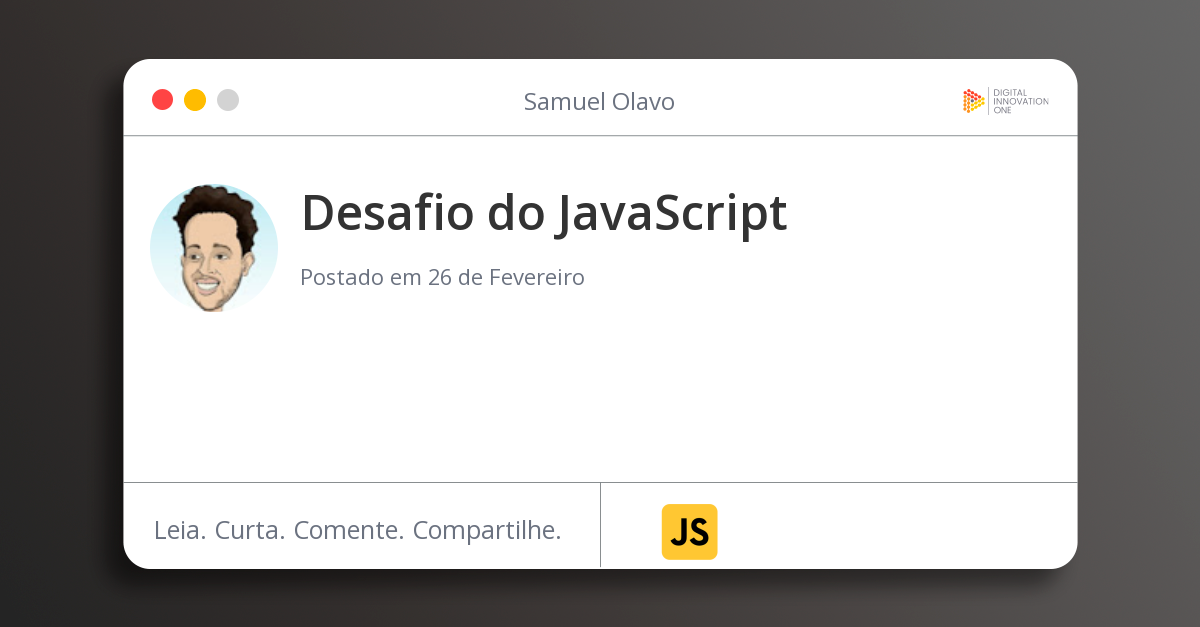 Samuel Olavo
DIGITAL
INNOVATION
ONE
Desafio do JavaScript
Postado em 26 de Fevereiro
Leia. Curta. Comente. Compartilhe.
JS